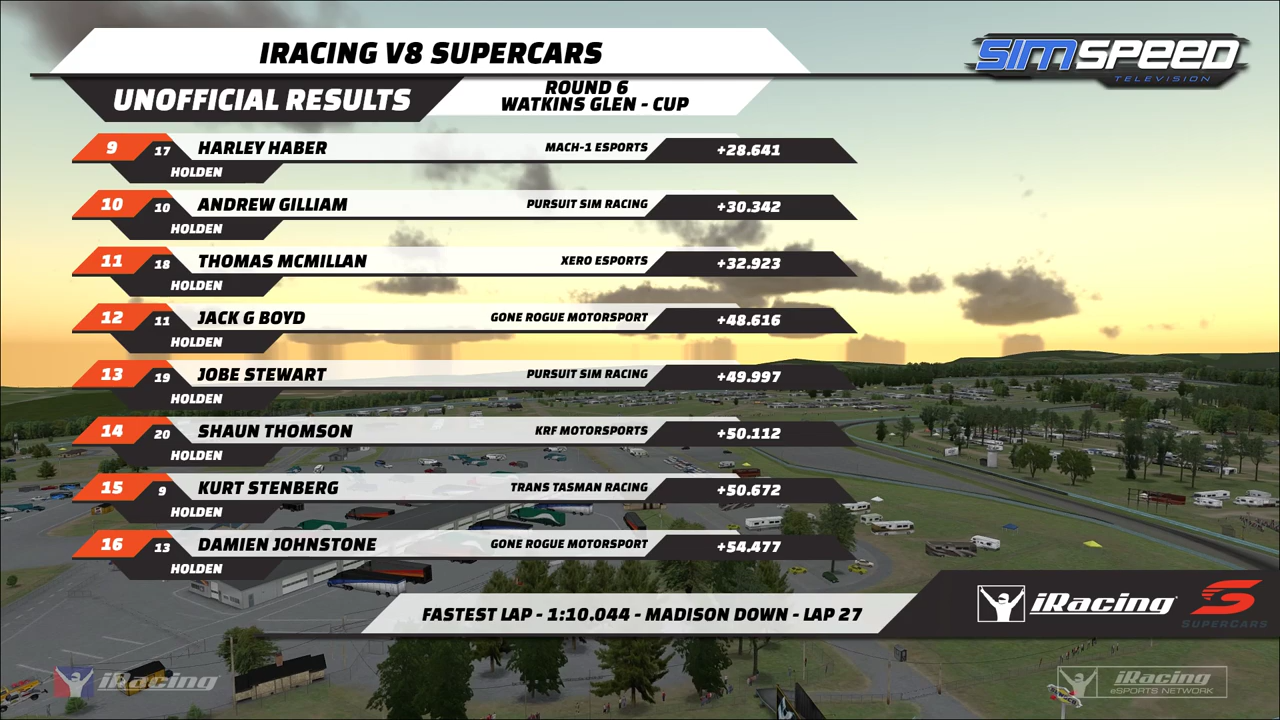 IRACING V8 SUPERCARS
SIMSPEED
TELEVISION
UNOFFICIAL RESULTS
ROUND 6
WATKINS GLEN - CUP
9 17 HARLEY HABER MACH-1 ESPORTS +28.641
HOLDEN
10 10 ANDREW GILLIAM PURSUIT SIM RACING +30.342
HOLDEN
11 18 THOMAS MCMILLAN XERO ESPORTS +32.923
HOLDEN
12 11 JACK G BOYD GONE ROGUE MOTORSPORT +48.616
HOLDEN
13 19 JOBE STEWART PURSUIT SIM RACING +49.997
HOLDEN
14 20 SHAUN THOMSON KRF MOTORSPORTS +50.112
HOLDEN
15 9 KURT STENBERG TRANS TASMAN RACING +50.672
HOLDEN
16 13 DAMIEN JOHNSTONE GONE ROGUE MOTORSPORT +54.477
HOLDEN
FASTEST LAP - 1:10.044 - MADISON DOWN - LAP 27
iRacing
SUPERCARS
iRacing
iRacing
eSPORTS NETWORK